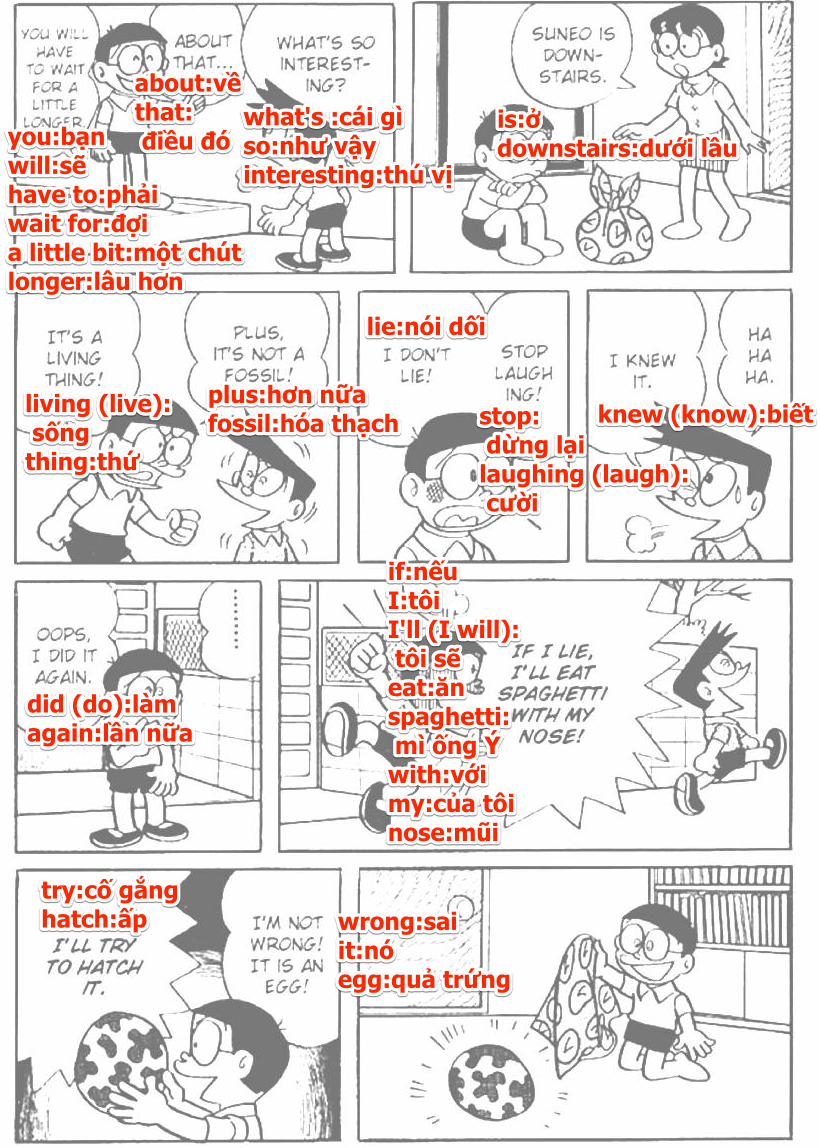 SUNEO IS
DOWN-
STAIRS.
is:ở
downstairs:dưới lầu
WHAT'S SO
INTEREST-
ING?
what's :cái gì
so:như vậy
interesting:thú vị
ABOUT
THAT...
about:về
that:
điều đó
YOU WILL
HAVE
TO WAIT
FOR A
LITTLE
LONGER.
you:bạn
will:sẽ
have to:phải
wait for:đợi
a little bit:một chút
longer:lâu hơn
HA
HA
HA.
I KNEW
IT.
knew (know):biết
STOP
LAUGH
ING!
stop:
dừng lại
laughing (laugh):
cười
I DON'T
LIE!
lie:nói dối
PLUS,
IT'S NOT A
FOSSIL!
plus:hơn nữa
fossil:hóa thạch
IT'S A
LIVING
THING!
living (live):
sống
thing:thứ
IF I LIE,
I'LL EAT
SPAGHETTI
WITH MY
NOSE!
if:nếu
I:tôi
I'll (I will):
tôi sẽ
eat:ăn
spaghetti:
mì ống Ý
with:với
my:của tôi
nose:mũi
........
OOPS,
I DID IT
AGAIN.
did (do):làm
again:lần nữa
I'M NOT
WRONG!
IT IS AN
EGG!
wrong:sai
it:nó
egg:quả trứng
I'LL TRY
TO HATCH
IT.
try:cố gắng
hatch:ấp